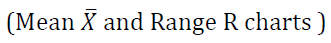 (Mean X̄ and Range R charts )